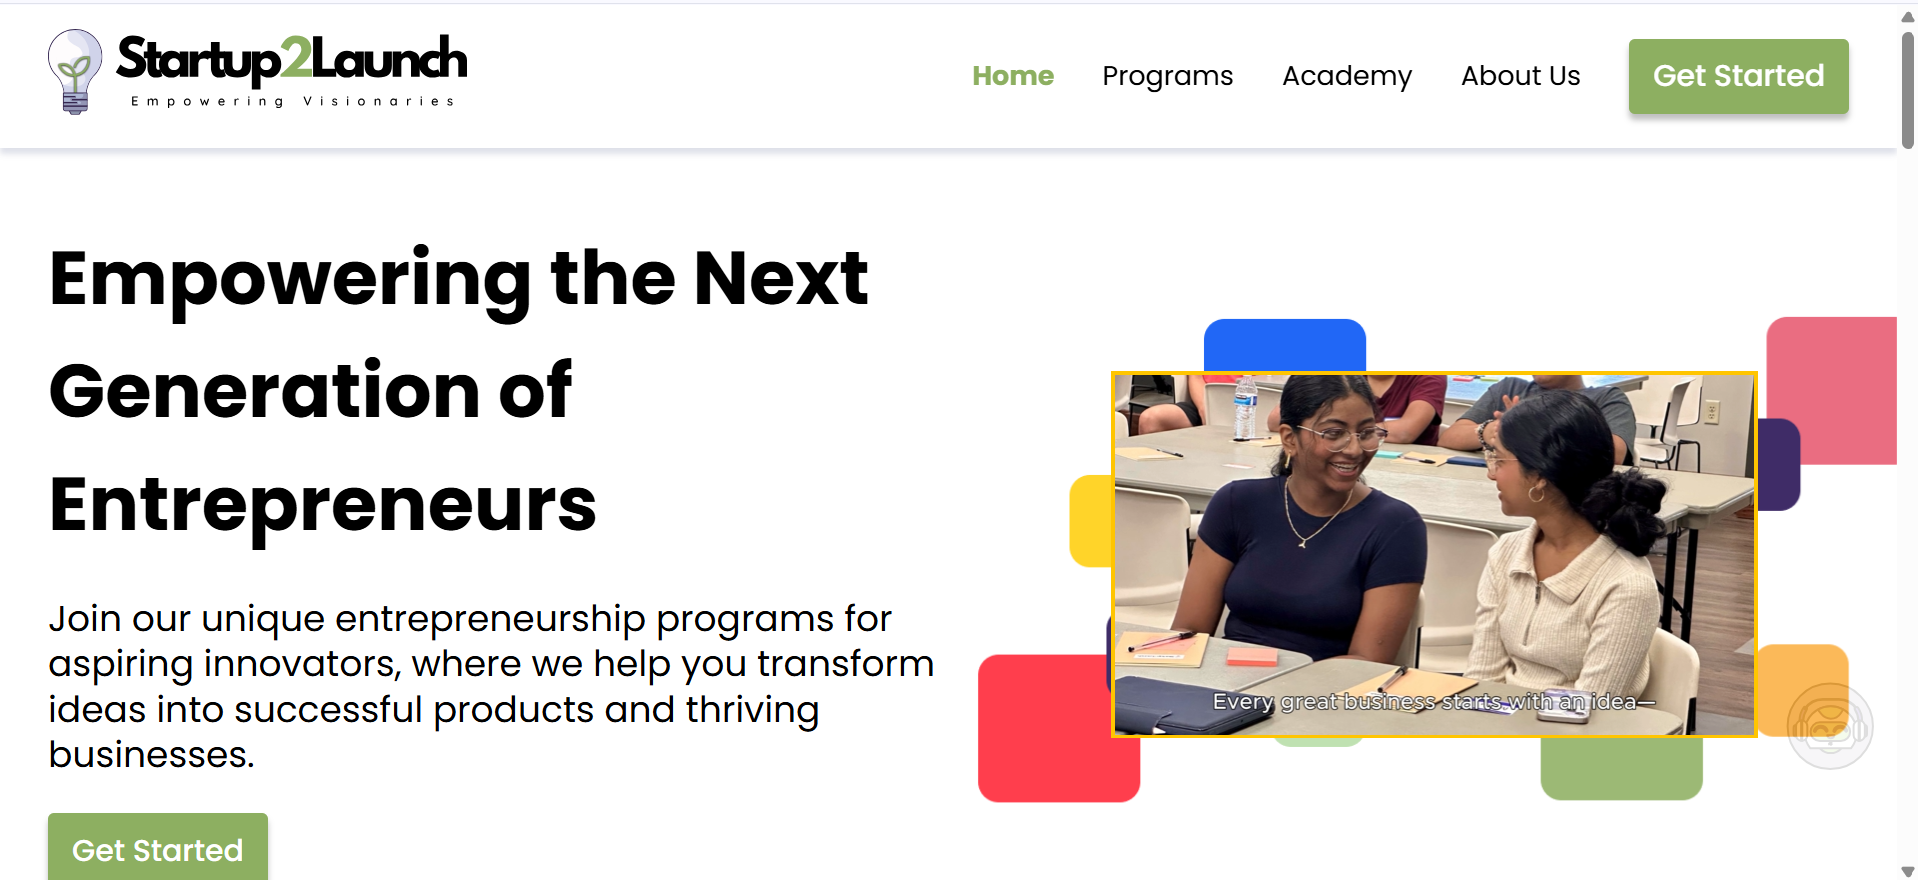 Startup2Launch
Empowering Visionaries
Home
Programs
Academy
About Us
Get Started
Empowering the Next
Generation of
Entrepreneurs
Join our unique entrepreneurship programs for
aspiring innovators, where we help you transform
ideas into successful products and thriving
businesses.
Get Started
Every great business starts with an idea—